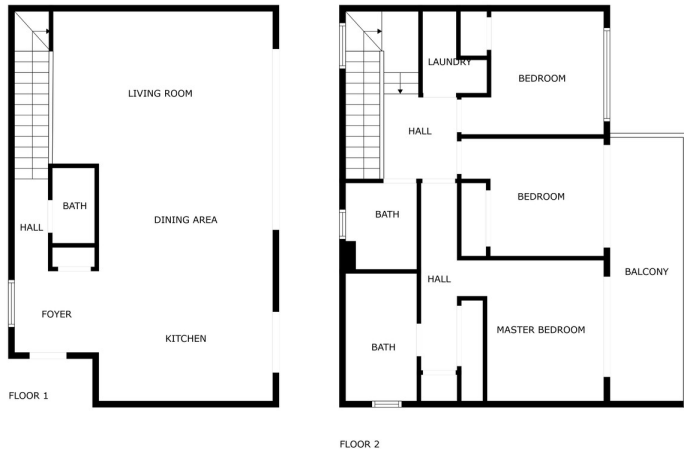 LIVING ROOM
BATH
DINING AREA
HALL
FOYER
KITCHEN
FLOOR 1
LAUNDRY
BEDROOM
HALL
BEDROOM
BATH
HALL
BALCONY
MASTER BEDROOM
BATH
FLOOR 2